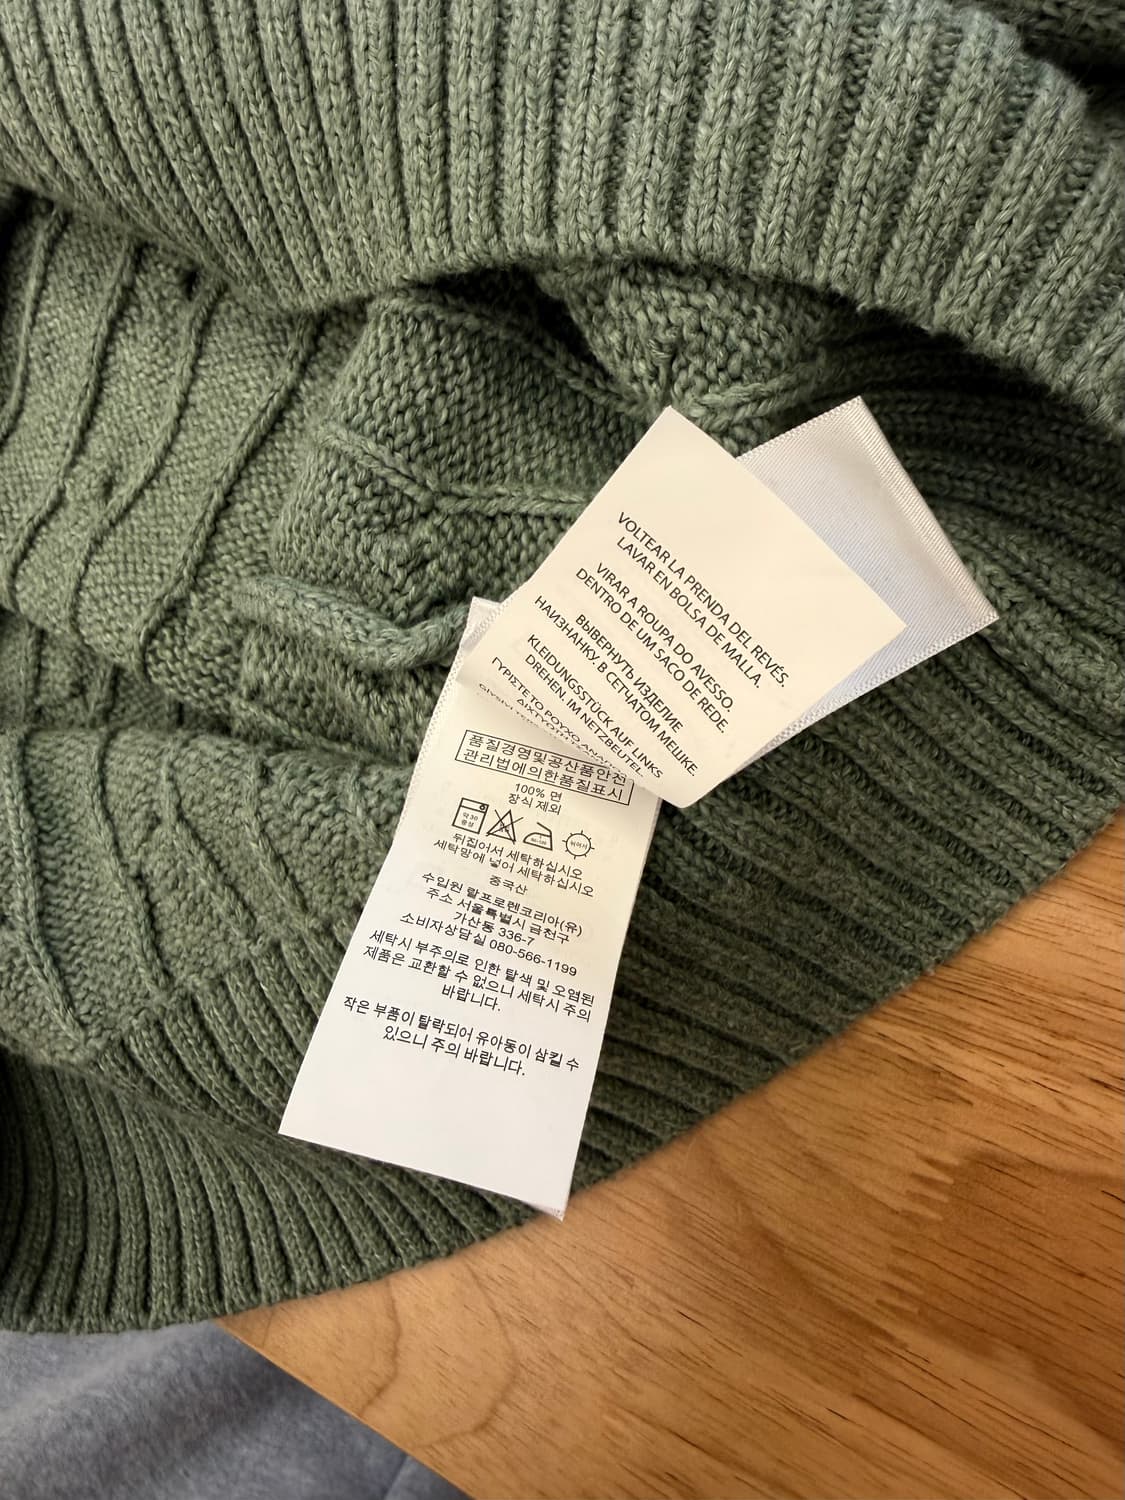 VOLTEAR LA PRENDA DEL REVÉS.
LAVAR EN BOLSA DE MALLA.
VIRAR A ROUPA DO AVESSO.
DENTRO DE UM SACO DE REDE.
ВЫВЕРНУТЬ ИЗДЕЛИЕ
НАИЗНАНКУ. В СЕТЧАТОМ МЕШКЕ.
KLEIDUNGSSTÜCK AUF LINKS
DREHEN. IM NETZBEUTEL.
ΓΥΡΙΣΤΕ ΤΟ ΡΟΥΧΟ
품질경영및공산품안전
관리법에의한품질표시
100% 면
장식 제외
약 30
중성
뒤집어서 세탁하십시오
세탁망에 넣어 세탁하십시오
중국산
수입원 랄프로렌코리아(유)
주소 서울특별시 금천구
가산동 336-7
소비자상담실 080-566-1199
세탁시 부주의로 인한 탈색 및 오염된
제품은 교환할 수 없으니 세탁시 주의
바랍니다.
작은 부품이 탈락되어 유아동이 삼킬 수
있으니 주의 바랍니다.